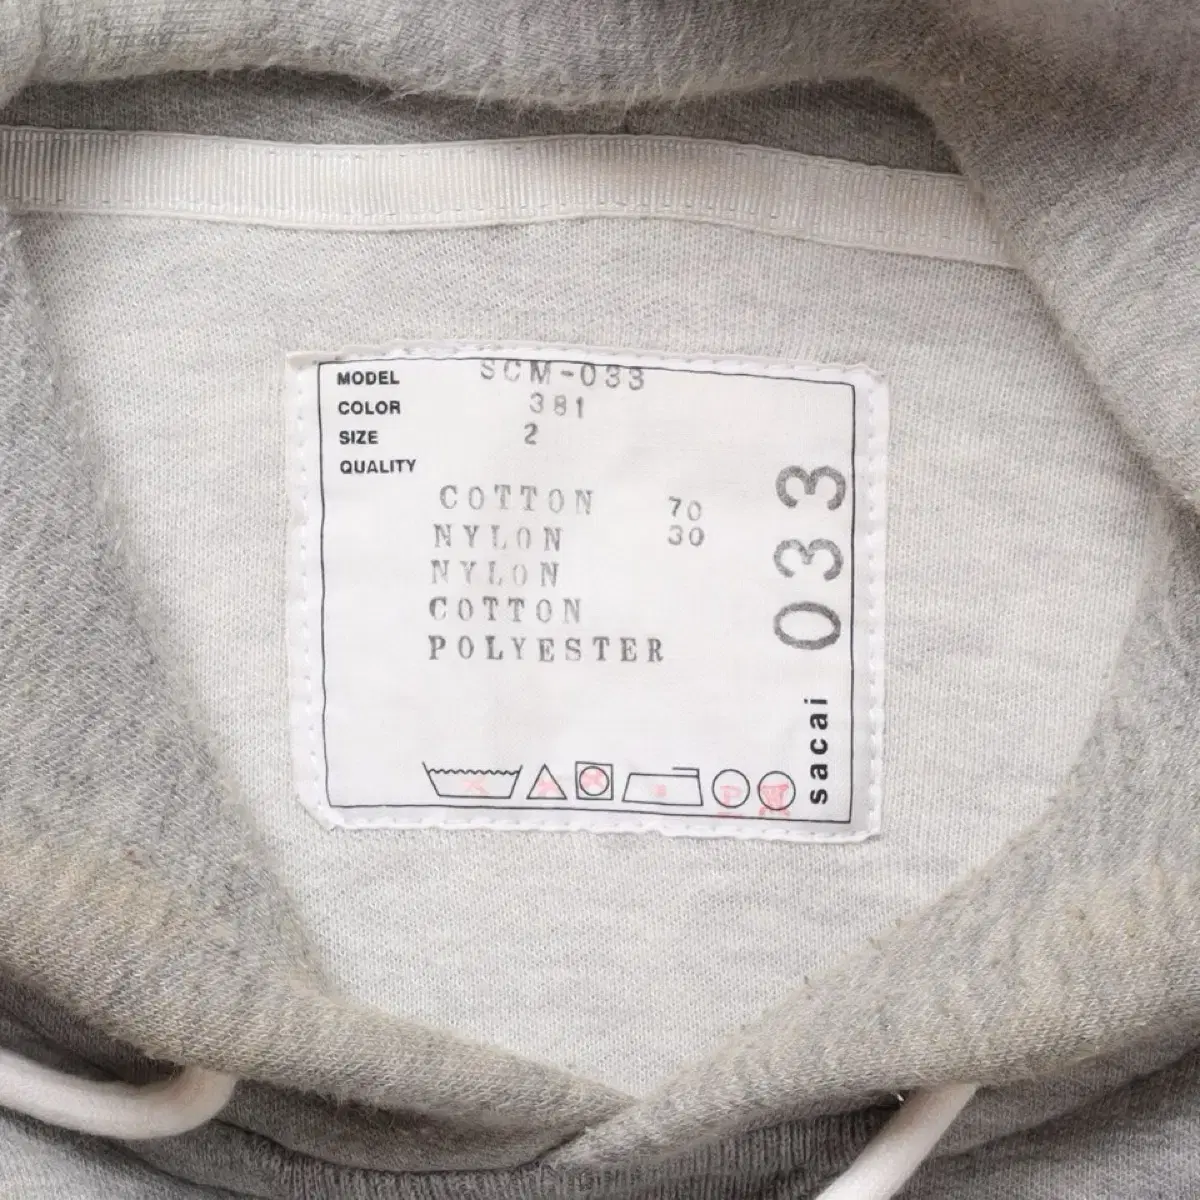 MODEL SCM-033
COLOR 381
SIZE 2
QUALITY
COTTON 70
NYLON 30
NYLON
COTTON
POLYESTER
033
sacai
P